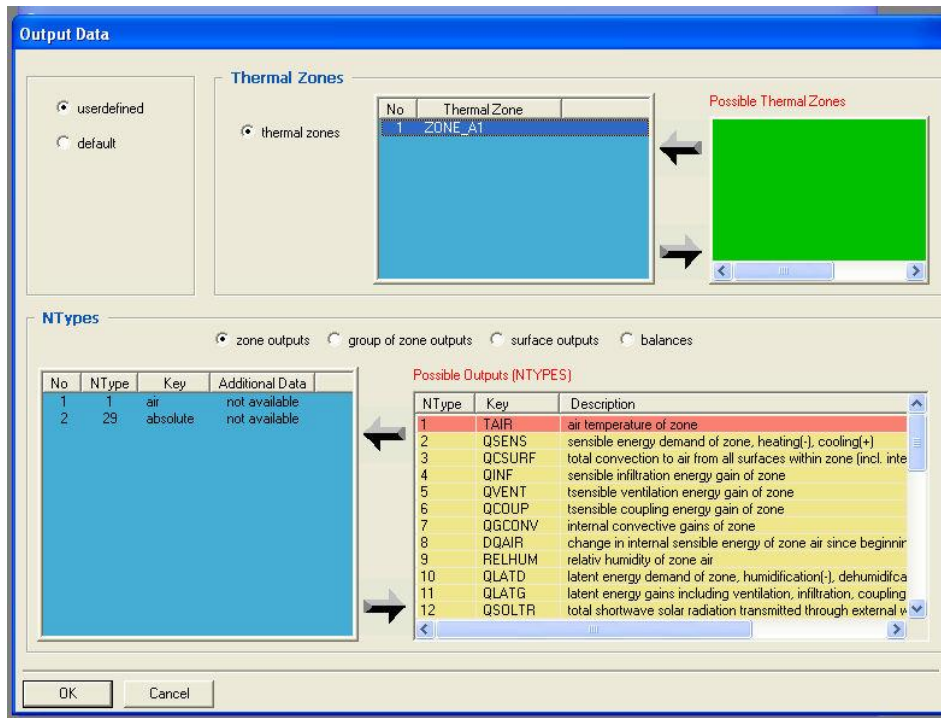 Output Data
Thermal Zones
userdefined
default
thermal zones
No Thermal Zone
1 ZONE_A1
Possible Thermal Zones
NTypes
zone outputs group of zone outputs surface outputs balances
No NType Key Additional Data
1 1 air not available
2 29 absolute not available
Possible Outputs (NTYPES)
NType Key Description
1 TAIR air temperature of zone
2 QSENS sensible energy demand of zone, heating(-), cooling(+)
3 QCSURF total convection to air from all surfaces within zone (incl. inte
4 QINF sensible infiltration energy gain of zone
5 QVENT tsensible ventilation energy gain of zone
6 QCOUP tsensible coupling energy gain of zone
7 QGCONV internal convective gains of zone
8 DQAIR change in internal sensible energy of zone air since beginnin
9 RELHUM relativ humidity of zone air
10 QLATD latent energy demand of zone, humidification(-), dehumidifca
11 QLATG latent energy gains including ventilation, infiltration, coupling
12 QSOLTR total shortwave solar radiation transmitted through external w
OK Cancel